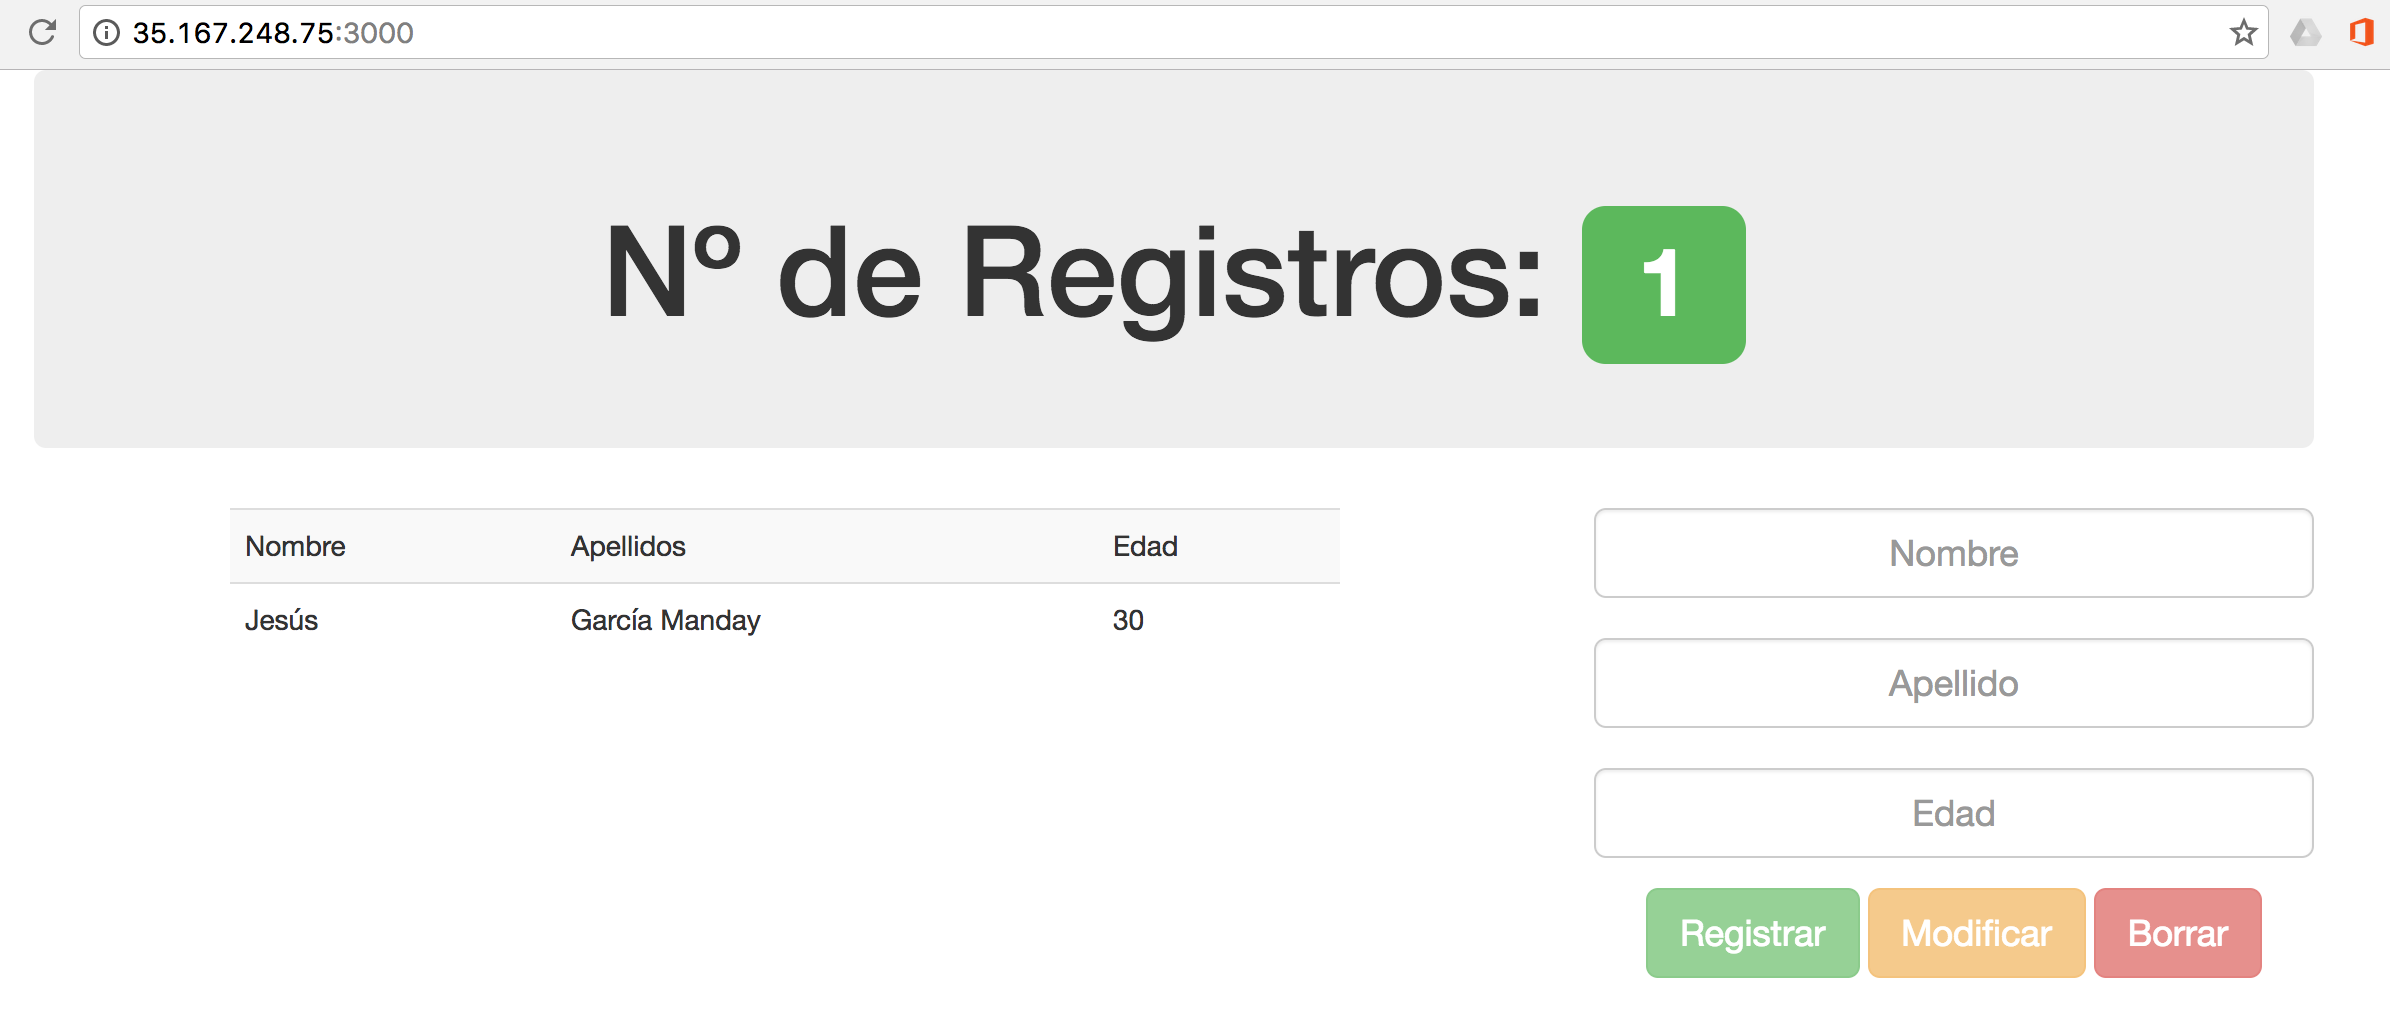 35.167.248.75:3000
Nº de Registros: 1
Nombre Apellidos Edad
Jesús García Manday 30
Nombre
Apellido
Edad
Registrar Modificar Borrar